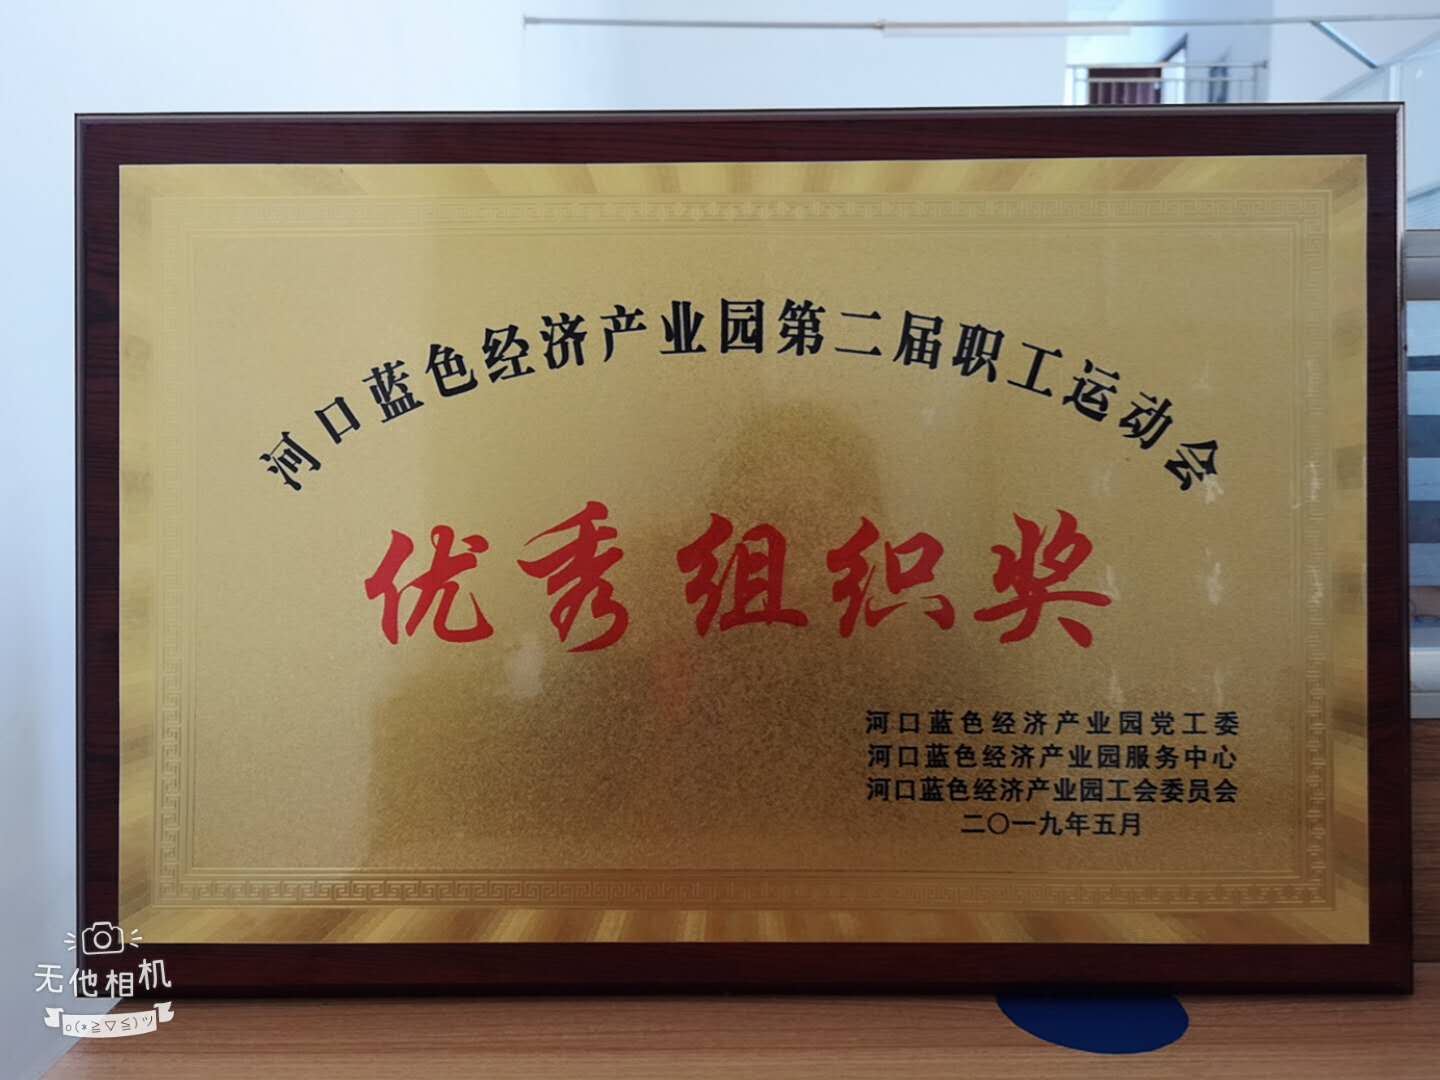 河口蓝色经济产业园第二届职工运动会
优秀组织奖
河口蓝色经济产业园党工委
河口蓝色经济产业园服务中心
河口蓝色经济产业园工会委员会
二〇一九年五月
无他相机
o(*≧▽≦)ツ